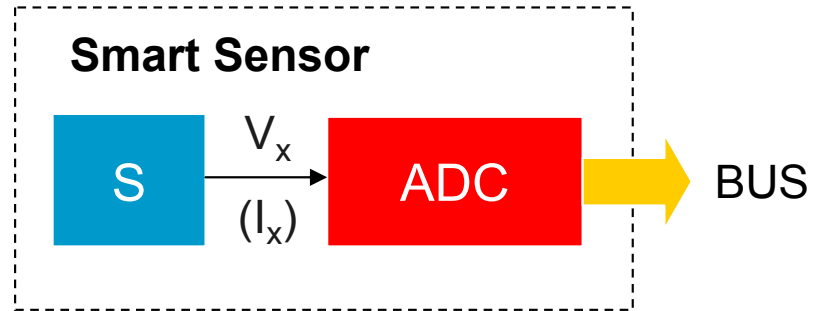 Smart Sensor
S
Vx
(Ix)
ADC
BUS